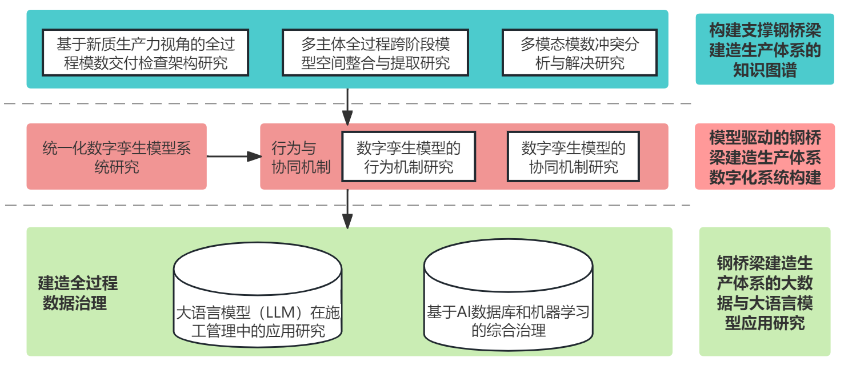 基于新质生产力视角的全过
程模数交付检查架构研究
多主体全过程跨阶段模
型空间整合与提取研究
多模态模数冲突分
析与解决研究
构建支撑钢桥梁
建造生产体系的
知识图谱
统一化数字孪生模型系
统研究
行为与
协同机制
数字孪生模型的
行为机制研究
数字孪生模型的
协同机制研究
模型驱动的钢桥
梁建造生产体系
数字化系统构建
建造全过程
数据治理
大语言模型（LLM）在施
工管理中的应用研究
基于AI数据库和机器学习
的综合治理
钢桥梁建造生
产体系的大数
据与大语言模
型应用研究